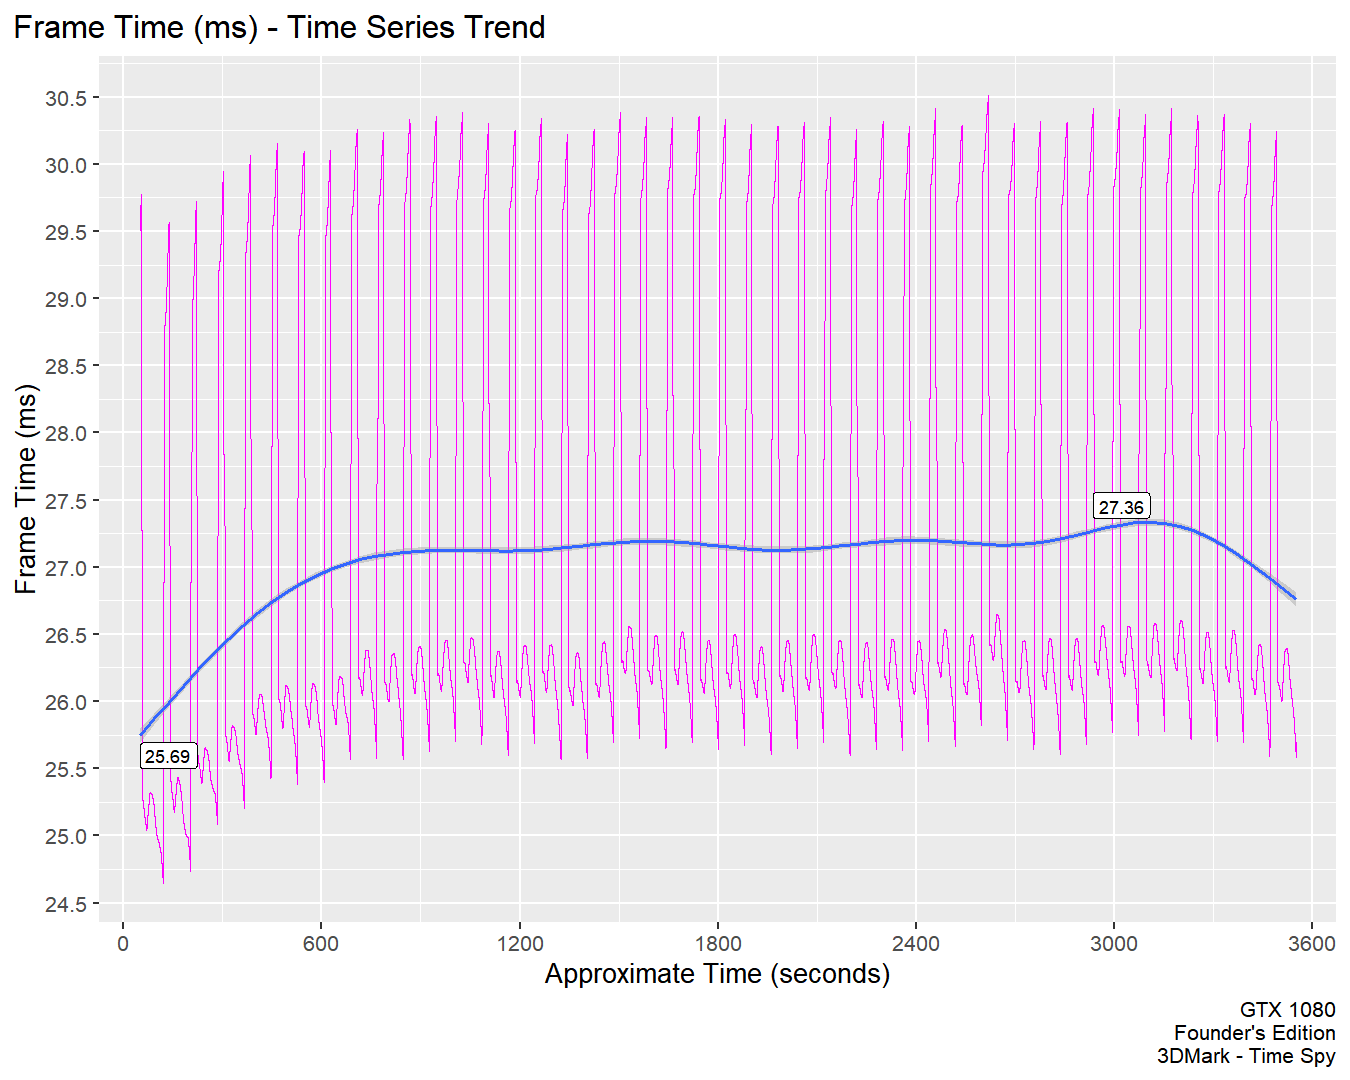 Frame Time (ms) - Time Series Trend
Frame Time (ms)
30.5
30.0
29.5
29.0
28.5
28.0
27.5
27.0
26.5
26.0
25.5
25.0
24.5
27.36
25.69
0 600 1200 1800 2400 3000 3600
Approximate Time (seconds)
GTX 1080
Founder's Edition
3DMark - Time Spy